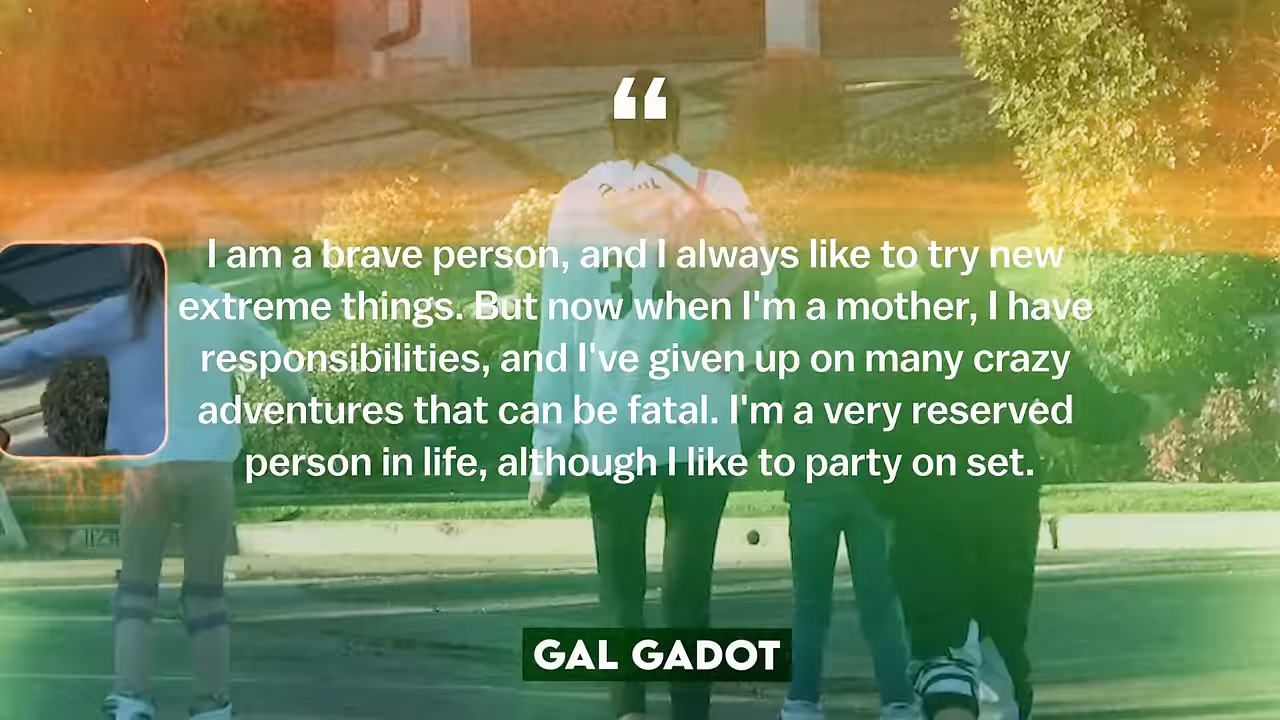 “
I am a brave person, and I always like to try new
extreme things. But now when I'm a mother, I have
responsibilities, and I've given up on many crazy
adventures that can be fatal. I'm a very reserved
person in life, although I like to party on set.
GAL GADOT